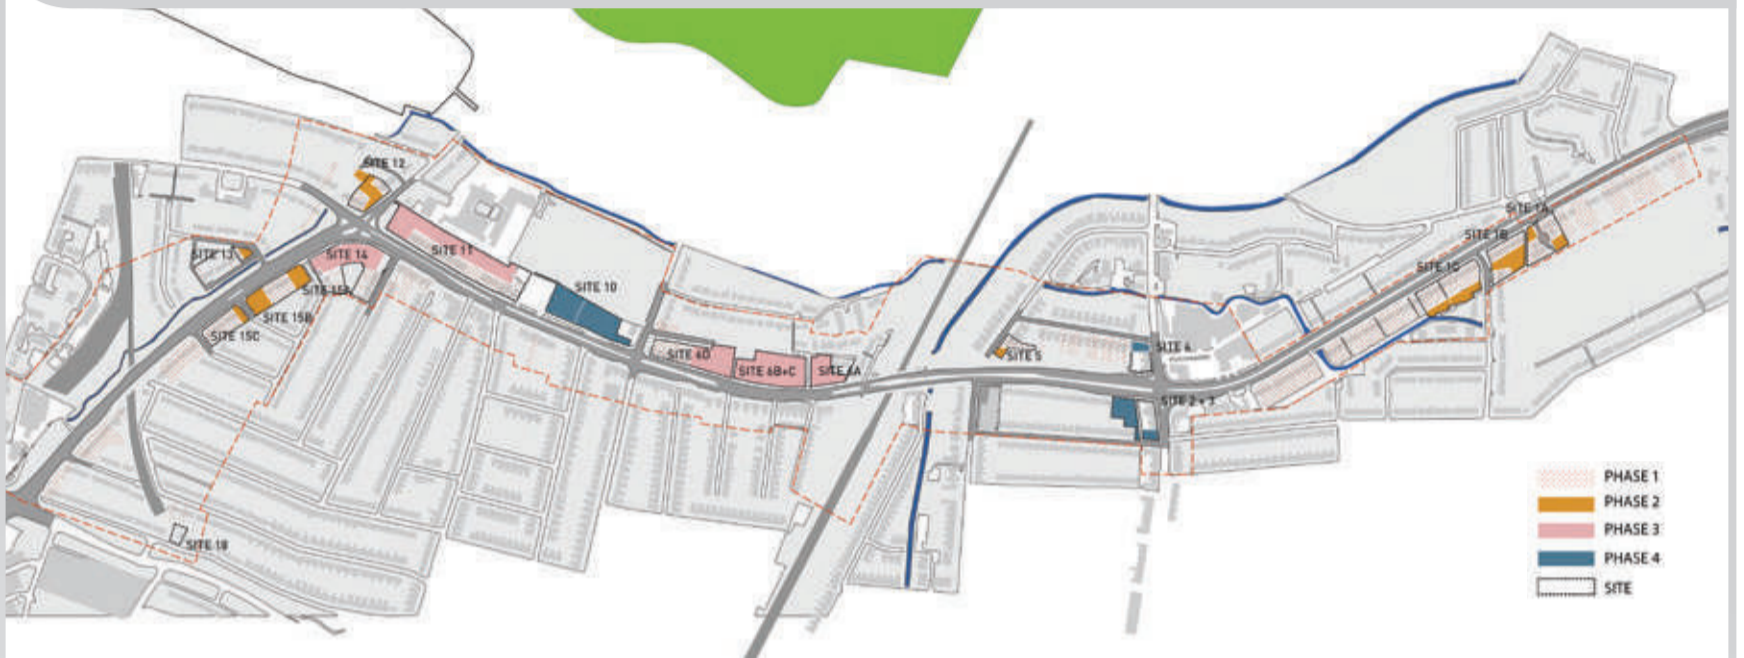 SITE 12
SITE 13
SITE 14
SITE 11
SITE 15A
SITE 15B
SITE 15C
SITE 10
SITE 6D
SITE 6B+C
SITE 6A
SITE 5
SITE 4
SITE 2 + 3
SITE 1A
SITE 1B
SITE 1C
SITE 18
PHASE 1
PHASE 2
PHASE 3
PHASE 4
SITE